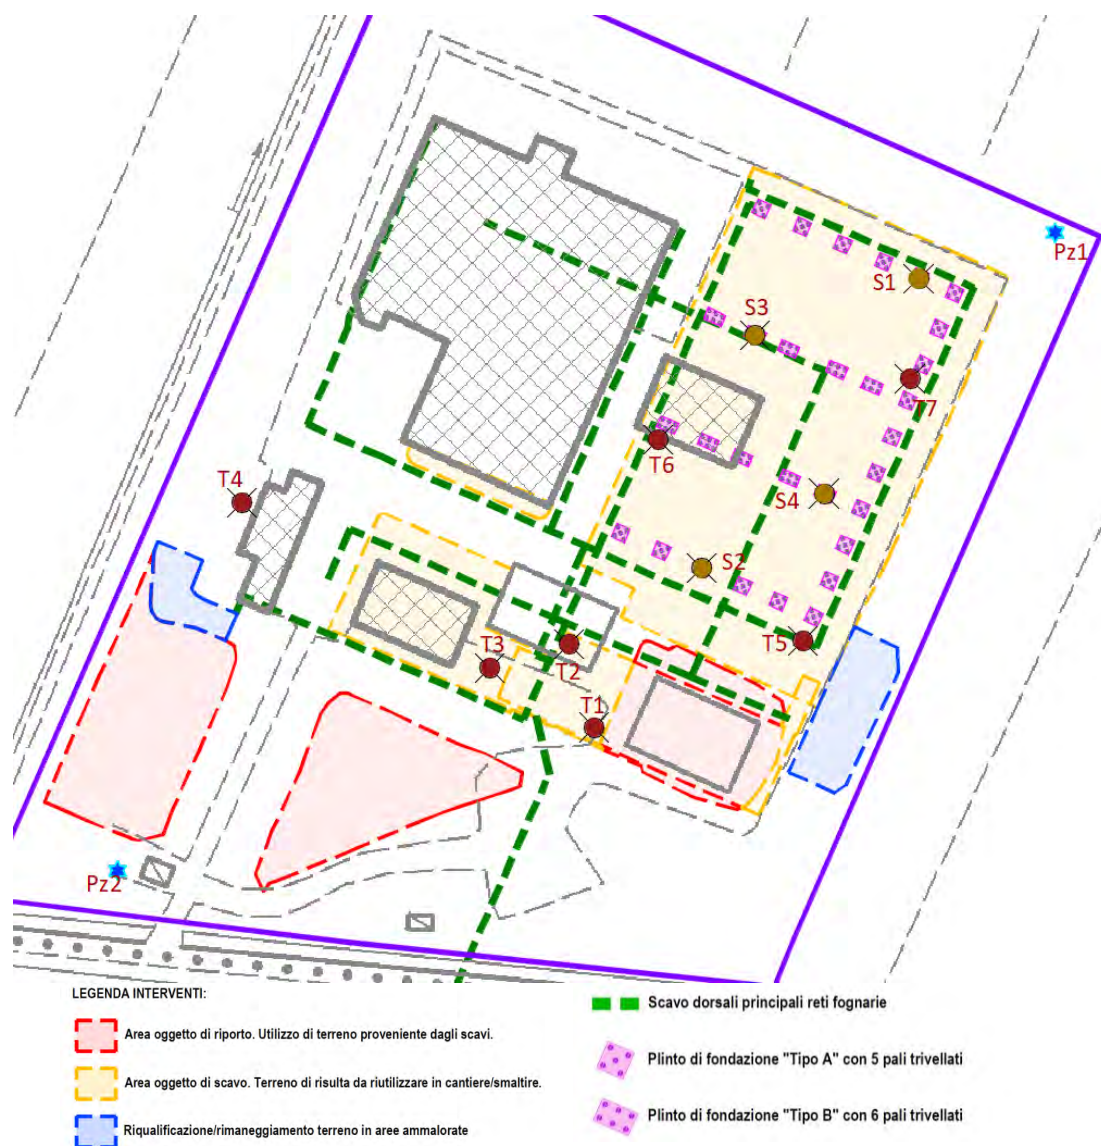 Pz1
S1
S3
T7
T6
T4
S4
S2
T5
T3
T2
T1
Pz2
LEGENDA INTERVENTI:
Area oggetto di riporto. Utilizzo di terreno proveniente dagli scavi.
Area oggetto di scavo. Terreno di risulta da riutilizzare in cantiere/smaltire.
Riqualificazione/rimaneggiamento terreno in aree ammalorate
Scavo dorsali principali reti fognarie
Plinto di fondazione "Tipo A" con 5 pali trivellati
Plinto di fondazione "Tipo B" con 6 pali trivellati